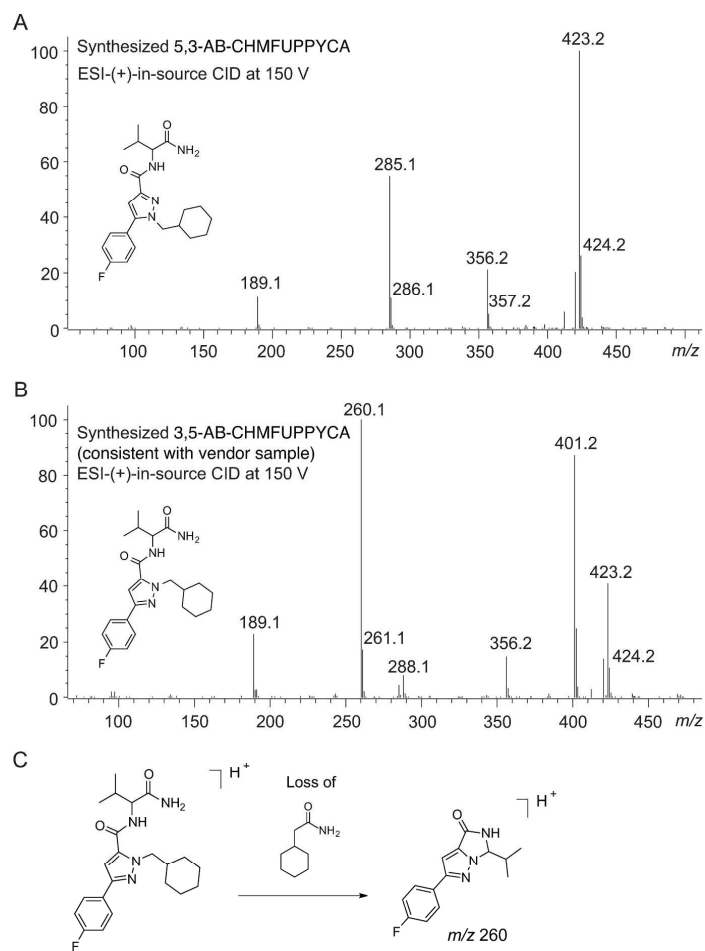 A
Synthesized 5,3-AB-CHMFUPPYCA
ESI-(+)-in-source CID at 150 V
423.2
285.1
424.2
356.2
189.1
286.1
357.2
100
80
60
40
20
0
100 150 200 250 300 350 400 450 m/z
O
NH2
NH
O
N
N
F
B
Synthesized 3,5-AB-CHMFUPPYCA
(consistent with vendor sample)
ESI-(+)-in-source CID at 150 V
260.1
401.2
423.2
189.1
261.1
288.1
356.2
424.2
100
80
60
40
20
0
100 150 200 250 300 350 400 450 m/z
O
NH2
NH
O
N
N
F
C
H+
O
NH2
NH
O
N
N
F
Loss of
O
NH2
H+
O
NH
N
N
F
m/z 260